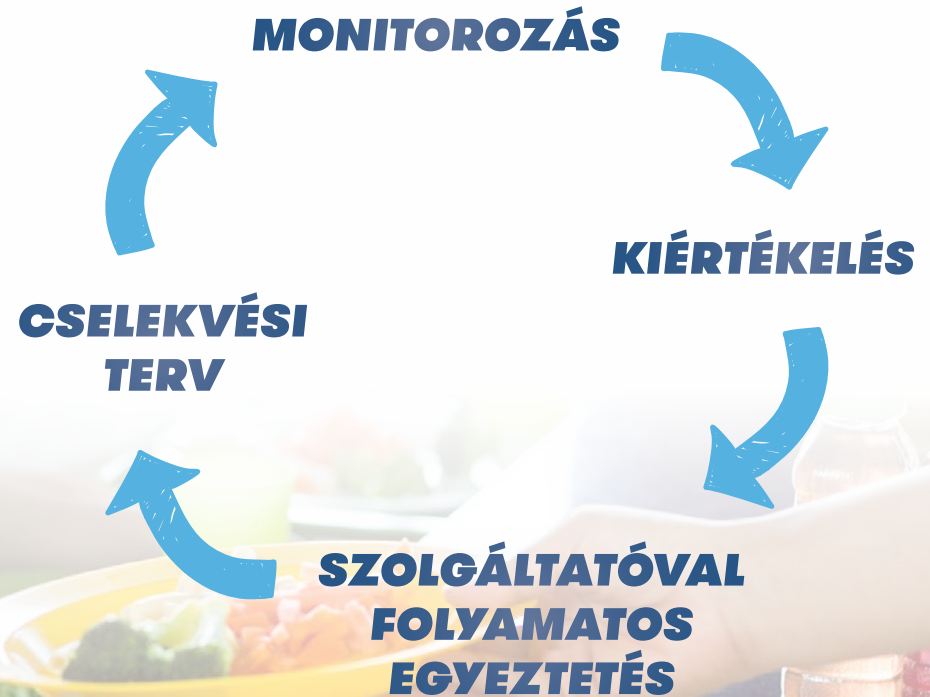 MONITOROZÁS
KIÉRTÉKELÉS
CSELEKVÉSI
TERV
SZOLGÁLTATÓVAL
FOLYAMATOS
EGYEZTETÉS